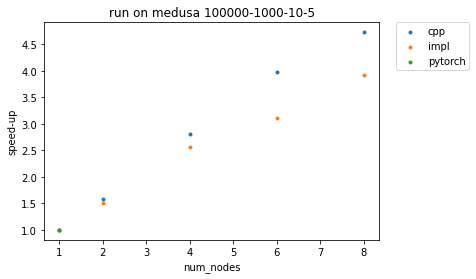 run on medusa 100000-1000-10-5
cpp
impl
pytorch
speed-up
4.5
4.0
3.5
3.0
2.5
2.0
1.5
1.0
1 2 3 4 5 6 7 8
num_nodes